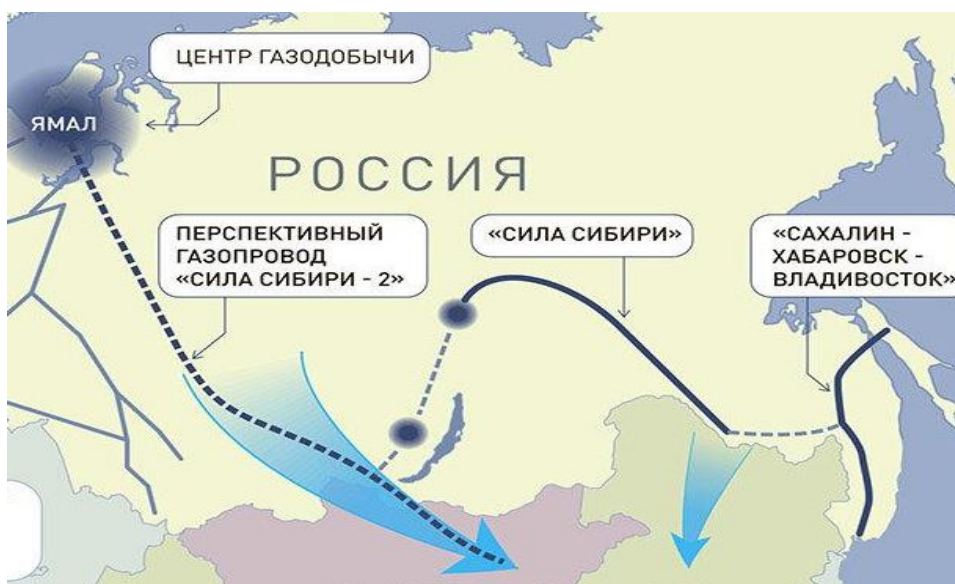 ЦЕНТР ГАЗОДОБЫЧИ
ЯМАЛ
РОССИЯ
ПЕРСПЕКТИВНЫЙ
ГАЗОПРОВОД
«СИЛА СИБИРИ - 2»
«СИЛА СИБИРИ»
«САХАЛИН -
ХАБАРОВСК -
ВЛАДИВОСТОК»